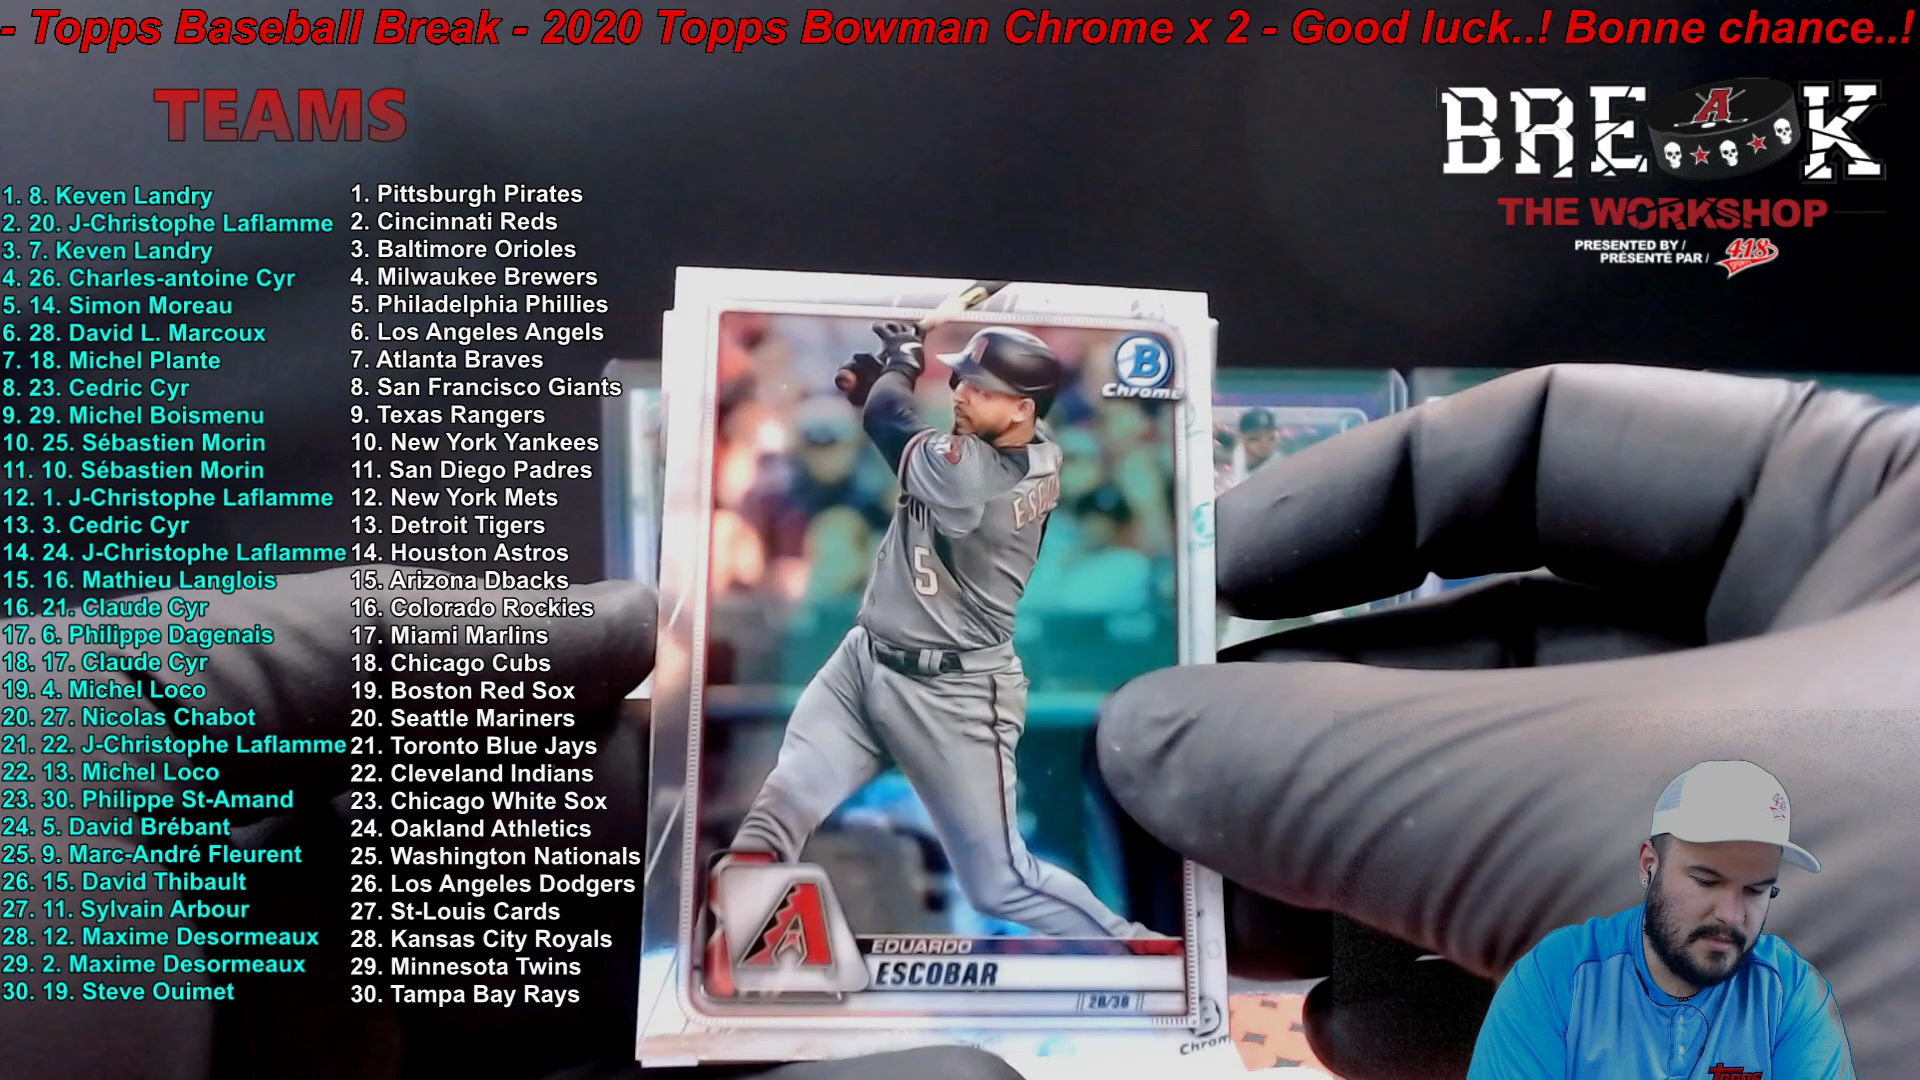 - Topps Baseball Break - 2020 Topps Bowman Chrome x 2 - Good luck..! Bonne chance..!
TEAMS
1. 8. Keven Landry
2. 20. J-Christophe Laflamme
3. 7. Keven Landry
4. 26. Charles-antoine Cyr
5. 14. Simon Moreau
6. 28. David L. Marcoux
7. 18. Michel Plante
8. 23. Cedric Cyr
9. 29. Michel Boismenu
10. 25. Sébastien Morin
11. 10. Sébastien Morin
12. 1. J-Christophe Laflamme
13. 3. Cedric Cyr
14. 24. J-Christophe Laflamme
15. 16. Mathieu Langlois
16. 21. Claude Cyr
17. 6. Philippe Dagenais
18. 17. Claude Cyr
19. 4. Michel Loco
20. 27. Nicolas Chabot
21. 22. J-Christophe Laflamme
22. 13. Michel Loco
23. 30. Philippe St-Amand
24. 5. David Brébant
25. 9. Marc-André Fleurent
26. 15. David Thibault
27. 11. Sylvain Arbour
28. 12. Maxime Desormeaux
29. 2. Maxime Desormeaux
30. 19. Steve Ouimet
1. Pittsburgh Pirates
2. Cincinnati Reds
3. Baltimore Orioles
4. Milwaukee Brewers
5. Philadelphia Phillies
6. Los Angeles Angels
7. Atlanta Braves
8. San Francisco Giants
9. Texas Rangers
10. New York Yankees
11. San Diego Padres
12. New York Mets
13. Detroit Tigers
14. Houston Astros
15. Arizona Dbacks
16. Colorado Rockies
17. Miami Marlins
18. Chicago Cubs
19. Boston Red Sox
20. Seattle Mariners
21. Toronto Blue Jays
22. Cleveland Indians
23. Chicago White Sox
24. Oakland Athletics
25. Washington Nationals
26. Los Angeles Dodgers
27. St-Louis Cards
28. Kansas City Royals
29. Minnesota Twins
30. Tampa Bay Rays
BREAK
THE WORKSHOP
PRESENTED BY /
PRÉSENTÉ PAR /
418
B
Chrome
A
5
A
EDUARDO
ESCOBAR
2B/3B
Chrom
Topps